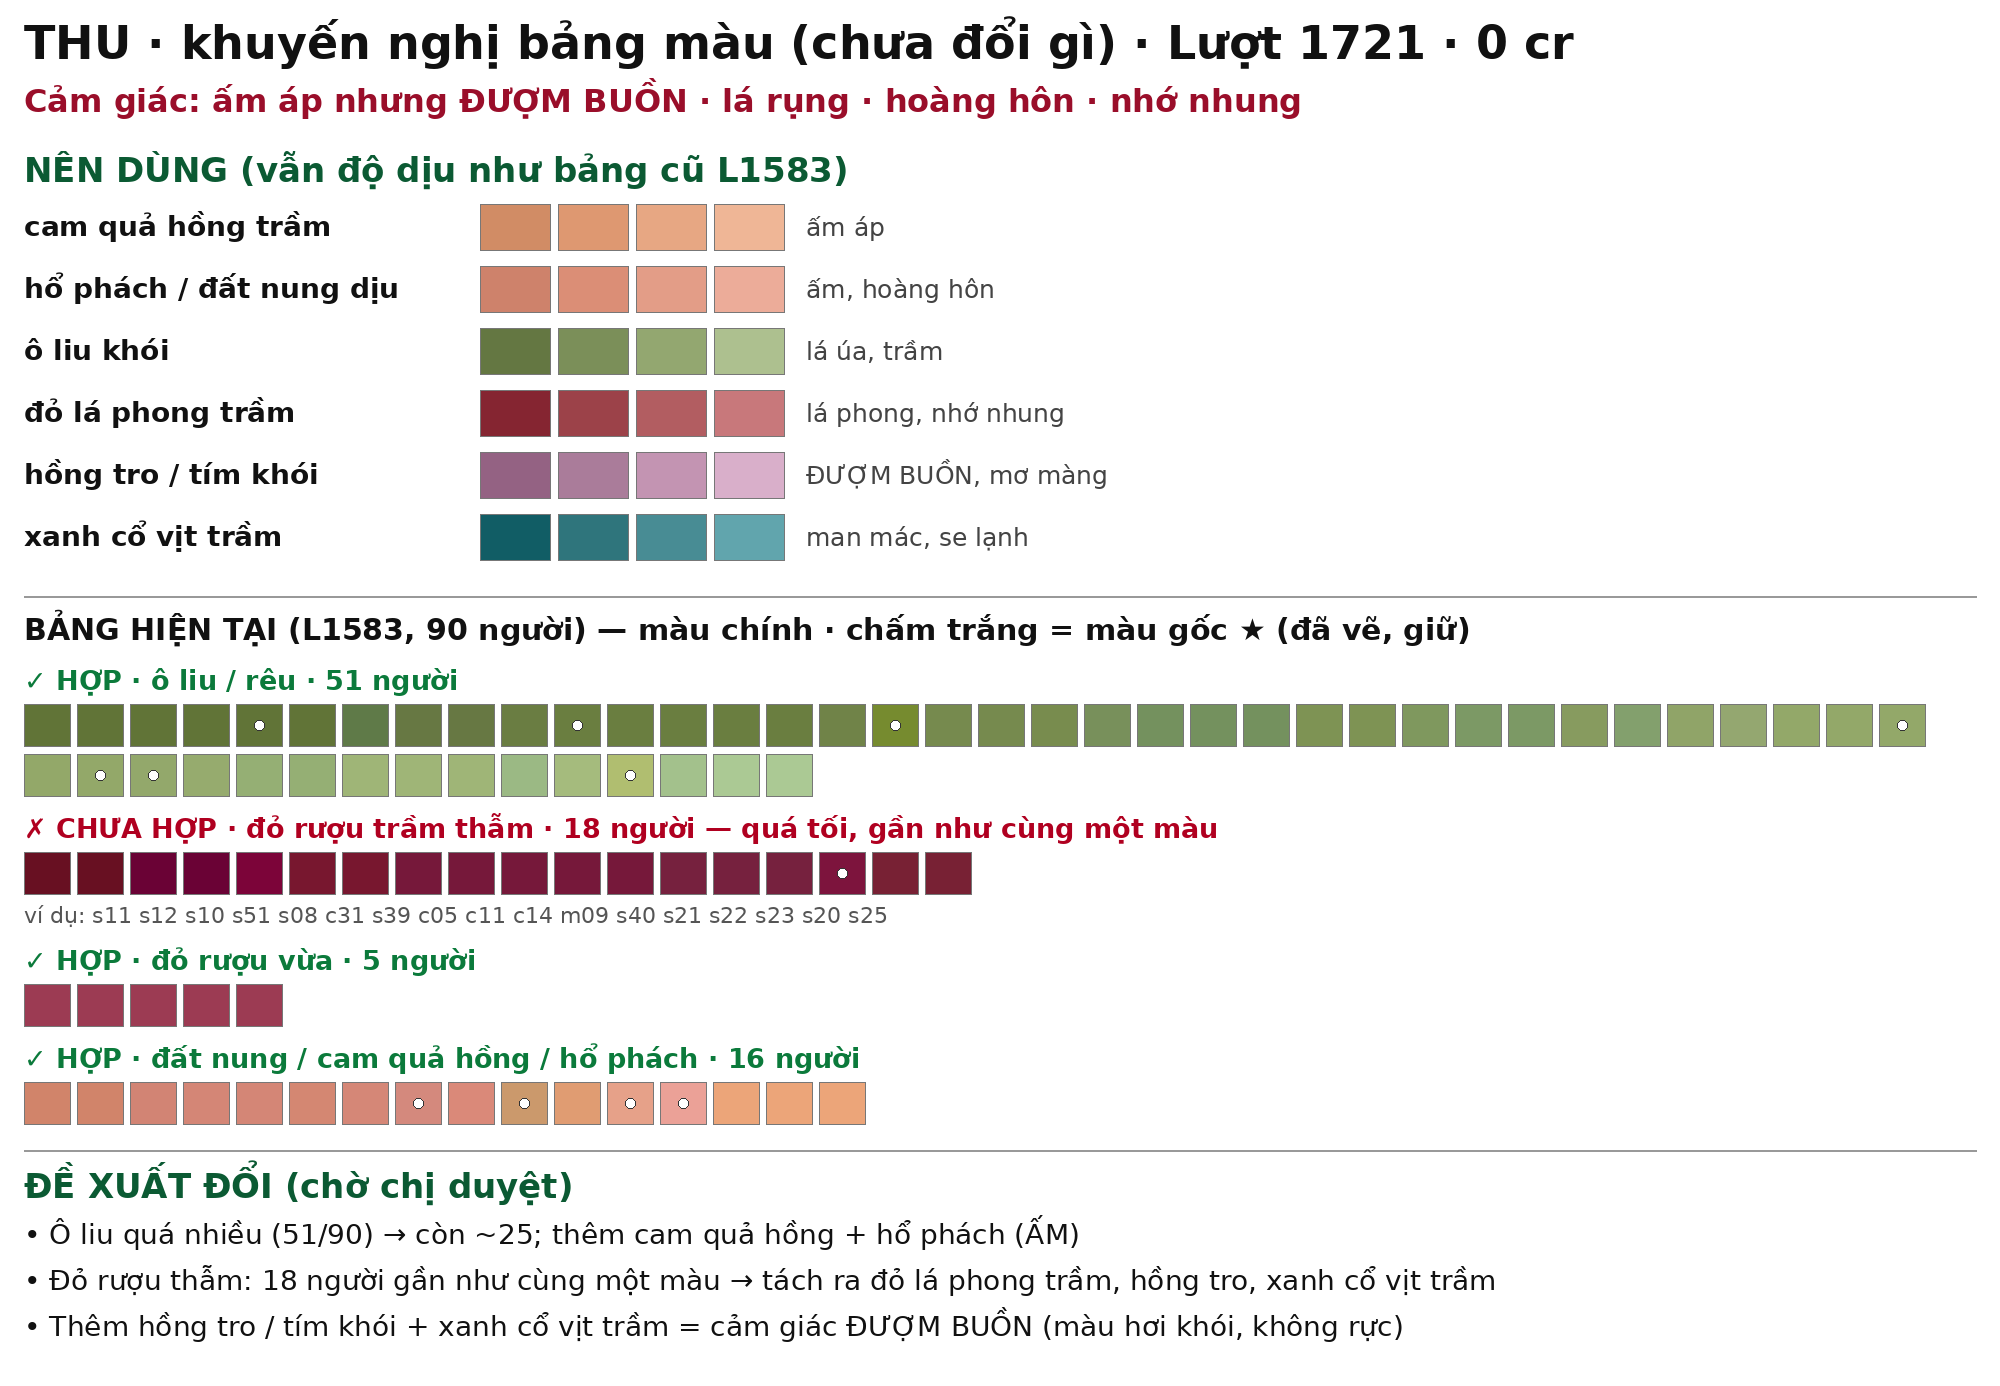 THU · khuyến nghị bảng màu (chưa đổi gì) · Lượt 1721 · 0 cr
Cảm giác: ấm áp nhưng ĐƯỢM BUỒN · lá rụng · hoàng hôn · nhớ nhung
NÊN DÙNG (vẫn độ dịu như bảng cũ L1583)
cam quả hồng trầm ấm áp
hổ phách / đất nung dịu ấm, hoàng hôn
ô liu khói lá úa, trầm
đỏ lá phong trầm lá phong, nhớ nhung
hồng tro / tím khói ĐƯỢM BUỒN, mơ màng
xanh cổ vịt trầm man mác, se lạnh
BẢNG HIỆN TẠI (L1583, 90 người) — màu chính · chấm trắng = màu gốc ★ (đã vẽ, giữ)
✓ HỢP · ô liu / rêu · 51 người
✗ CHƯA HỢP · đỏ rượu trầm thẫm · 18 người — quá tối, gần như cùng một màu
ví dụ: s11 s12 s10 s51 s08 c31 s39 c05 c11 c14 m09 s40 s21 s22 s23 s20 s25
✓ HỢP · đỏ rượu vừa · 5 người
✓ HỢP · đất nung / cam quả hồng / hổ phách · 16 người
ĐỀ XUẤT ĐỔI (chờ chị duyệt)
• Ô liu quá nhiều (51/90) → còn ~25; thêm cam quả hồng + hổ phách (ẤM)
• Đỏ rượu thẫm: 18 người gần như cùng một màu → tách ra đỏ lá phong trầm, hồng tro, xanh cổ vịt trầm
• Thêm hồng tro / tím khói + xanh cổ vịt trầm = cảm giác ĐƯỢM BUỒN (màu hơi khói, không rực)